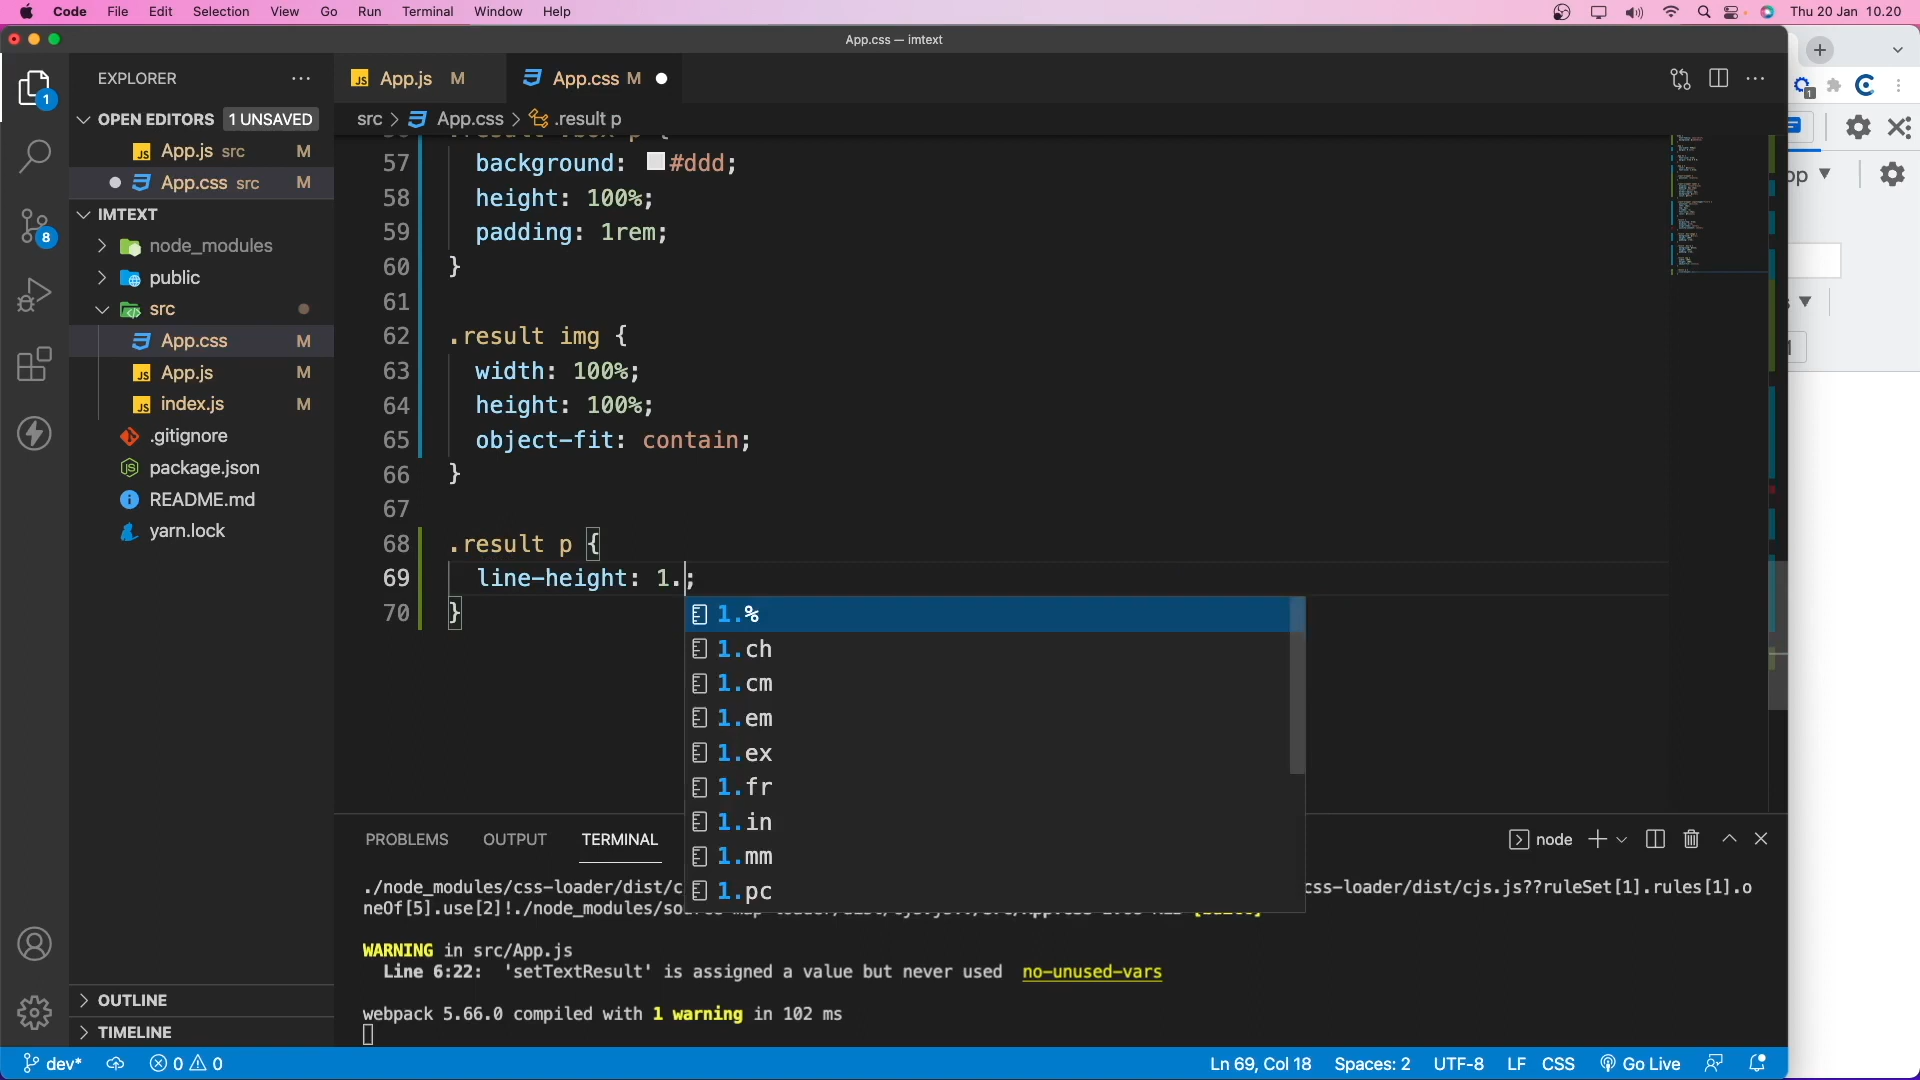 Code File Edit Selection View Go Run Terminal Window Help Thu 20 Jan 10.20
App.css — imtext
EXPLORER
OPEN EDITORS 1 UNSAVED
App.js src M
App.css src M
IMTEXT
node_modules
public
src
App.css M
App.js M
index.js M
.gitignore
package.json
README.md
yarn.lock
OUTLINE
TIMELINE
1
8
App.js M
App.css M
src > App.css > .result p
57 background: #ddd;
58 height: 100%;
59 padding: 1rem;
60 }
61
62 .result img {
63 width: 100%;
64 height: 100%;
65 object-fit: contain;
66 }
67
68 .result p {
69 line-height: 1.;
70 }
1.%
1.ch
1.cm
1.em
1.ex
1.fr
1.in
1.mm
1.pc
PROBLEMS OUTPUT TERMINAL node
./node_modules/css-loader/dist/c css-loader/dist/cjs.js??ruleSet[1].rules[1].o
neOf[5].use[2]!./node_modules/so
WARNING in src/App.js
Line 6:22: 'setTextResult' is assigned a value but never used no-unused-vars
webpack 5.66.0 compiled with 1 warning in 102 ms
dev* 0 0 Ln 69, Col 18 Spaces: 2 UTF-8 LF CSS Go Live